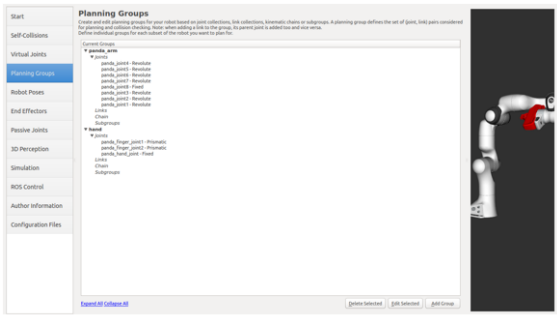 Start
Self-Collisions
Virtual Joints
Planning Groups
Robot Poses
End Effectors
Passive Joints
3D Perception
Simulation
ROS Control
Author Information
Configuration Files
Planning Groups
Create and edit planning groups for your robot based on joint collections, link collections, kinematic chains or subgroups. A planning group defines the set of (joint, link) pairs considered
for planning and collision checking. Note: when adding a link to the group, its parent joint is added too and vice versa.
Define individual groups for each subset of the robot you want to plan for.
Current Groups
panda_arm
Joints
panda_joint4 - Revolute
panda_joint5 - Revolute
panda_joint6 - Revolute
panda_joint7 - Revolute
panda_joint8 - Fixed
panda_joint3 - Revolute
panda_joint2 - Revolute
panda_joint1 - Revolute
Links
Chain
Subgroups
hand
Joints
panda_finger_joint1 - Prismatic
panda_finger_joint2 - Prismatic
panda_hand_joint - Fixed
Links
Chain
Subgroups
Expand All Collapse All
Delete Selected
Edit Selected
Add Group